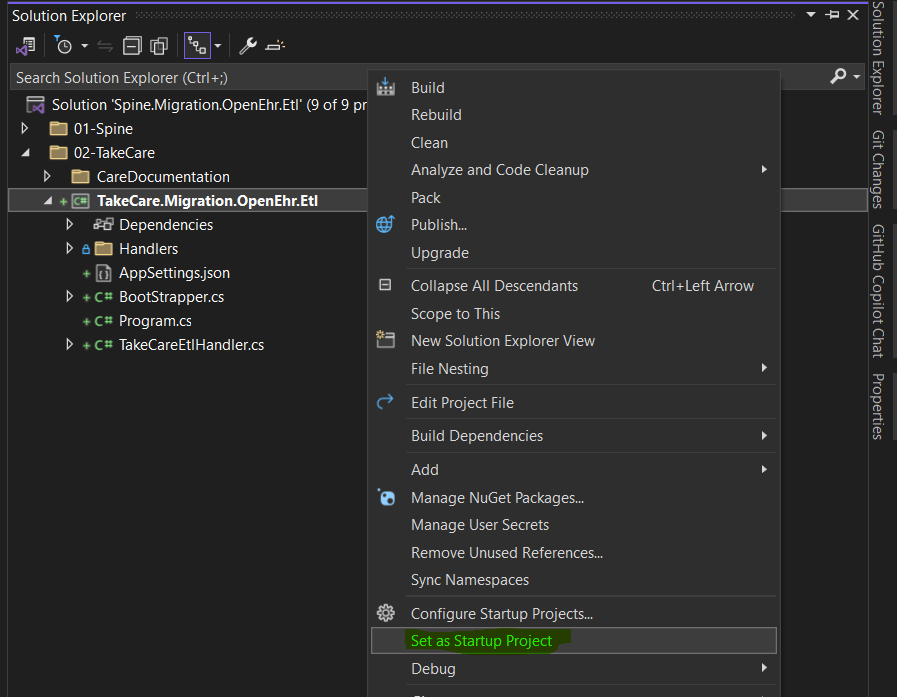 Solution Explorer
Search Solution Explorer (Ctrl+;)
Solution 'Spine.Migration.OpenEhr.Etl' (9 of 9 pr
01-Spine
02-TakeCare
CareDocumentation
C# TakeCare.Migration.OpenEhr.Etl
Dependencies
Handlers
AppSettings.json
C# BootStrapper.cs
C# Program.cs
C# TakeCareEtlHandler.cs
Build
Rebuild
Clean
Analyze and Code Cleanup
Pack
Publish...
Upgrade
Collapse All Descendants Ctrl+Left Arrow
Scope to This
New Solution Explorer View
File Nesting
Edit Project File
Build Dependencies
Add
Manage NuGet Packages...
Manage User Secrets
Remove Unused References...
Sync Namespaces
Configure Startup Projects...
Set as Startup Project
Debug
Solution Explorer
Git Changes
GitHub Copilot Chat
Properties